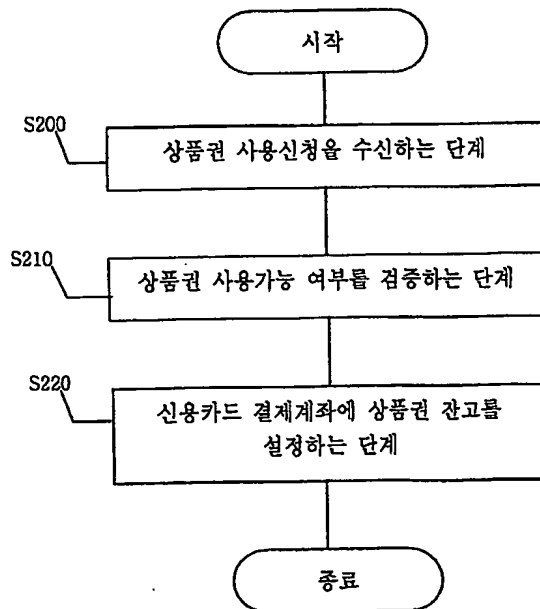 시작
S200
상품권 사용신청을 수신하는 단계
S210
상품권 사용가능 여부를 검증하는 단계
S220
신용카드 결제계좌에 상품권 잔고를
설정하는 단계
종료